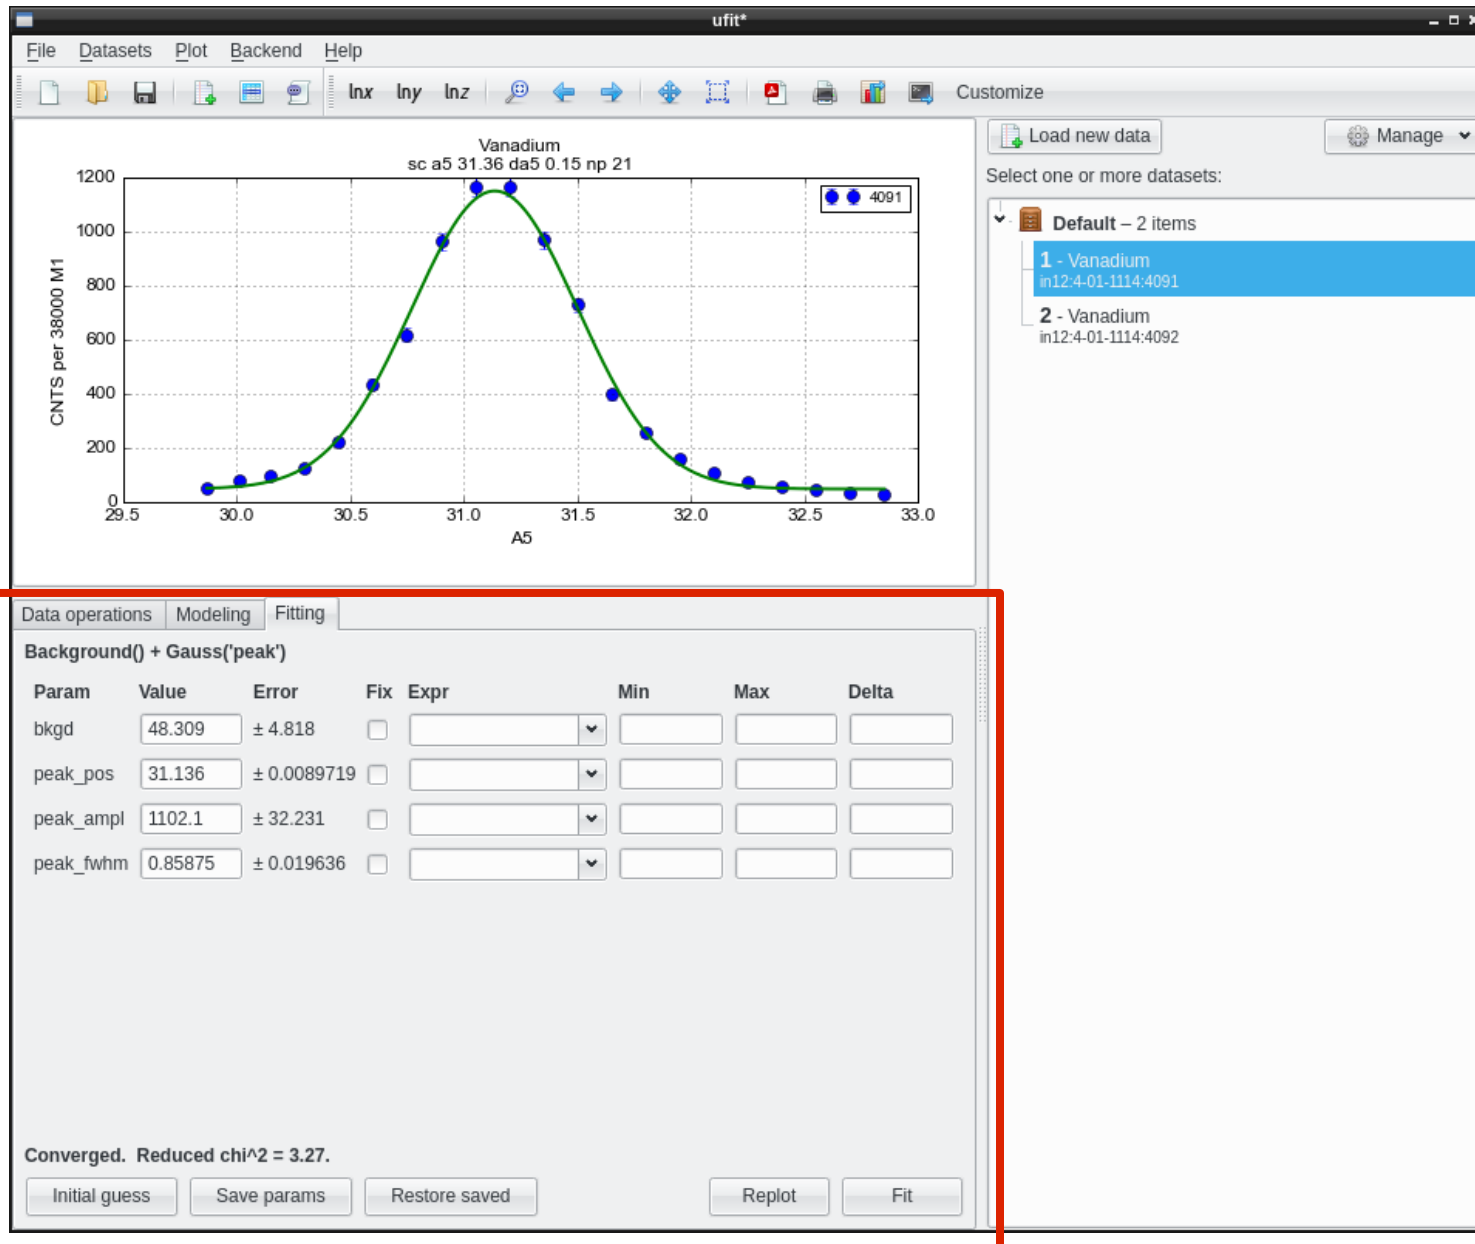 ufit*
File Datasets Plot Backend Help
lnx lny lnz Customize
Load new data Manage
Select one or more datasets:
Default – 2 items
1 - Vanadium
in12:4-01-1114:4091
2 - Vanadium
in12:4-01-1114:4092
Vanadium
sc a5 31.36 da5 0.15 np 21
4091
CNTS per 38000 M1
1200
1000
800
600
400
200
0
29.5 30.0 30.5 31.0 31.5 32.0 32.5 33.0
A5
Data operations Modeling Fitting
Background() + Gauss('peak')
Param Value Error Fix Expr Min Max Delta
bkgd 48.309 ± 4.818
peak_pos 31.136 ± 0.0089719
peak_ampl 1102.1 ± 32.231
peak_fwhm 0.85875 ± 0.019636
Converged. Reduced chi^2 = 3.27.
Initial guess Save params Restore saved Replot Fit